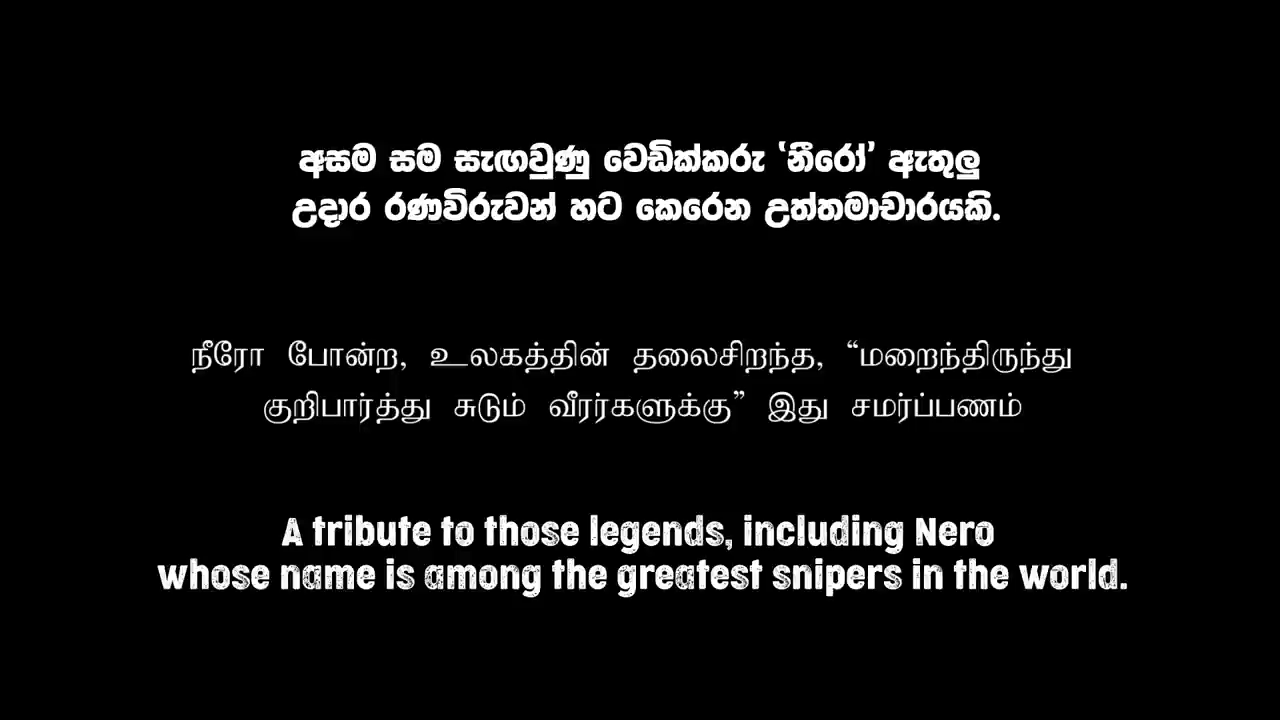 අසම සම සැඟවුණු වෙඩික්කරු ‘නීරෝ’ ඇතුලු
උදාර රණවිරුවන් හට කෙරෙන උත්තමාචාරයකි.
நீரோ போன்ற, உலகத்தின் தலைசிறந்த, “மறைந்திருந்து
குறிபார்த்து சுடும் வீரர்களுக்கு” இது சமர்ப்பணம்
A tribute to those legends, including Nero
whose name is among the greatest snipers in the world.